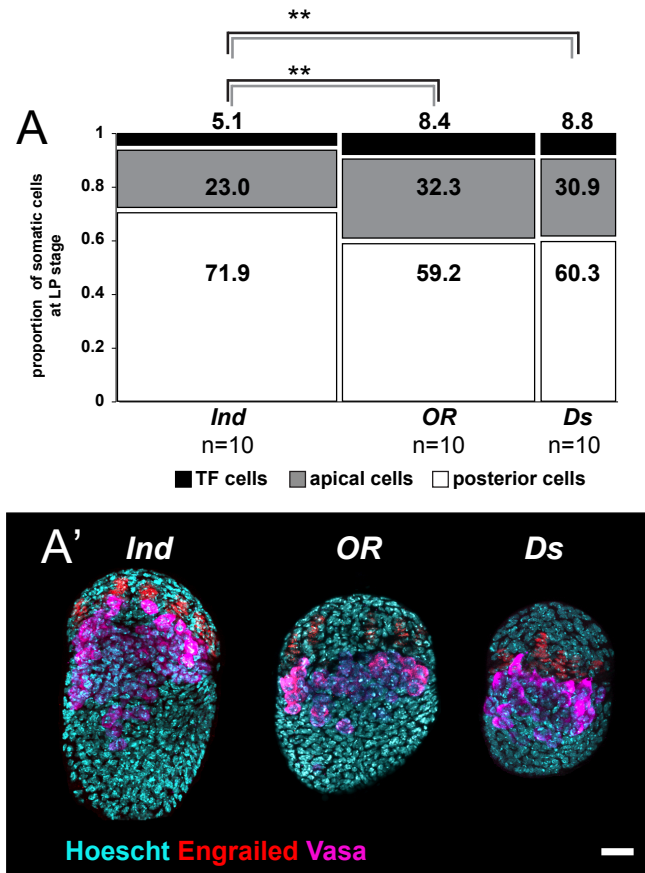 **
**
A
5.1 8.4 8.8
1
0.8
0.6
0.4
0.2
0
proportion of somatic cells
at LP stage
23.0 32.3 30.9
71.9 59.2 60.3
Ind OR Ds
n=10 n=10 n=10
TF cells apical cells posterior cells
A'
Ind OR Ds
Hoescht Engrailed Vasa